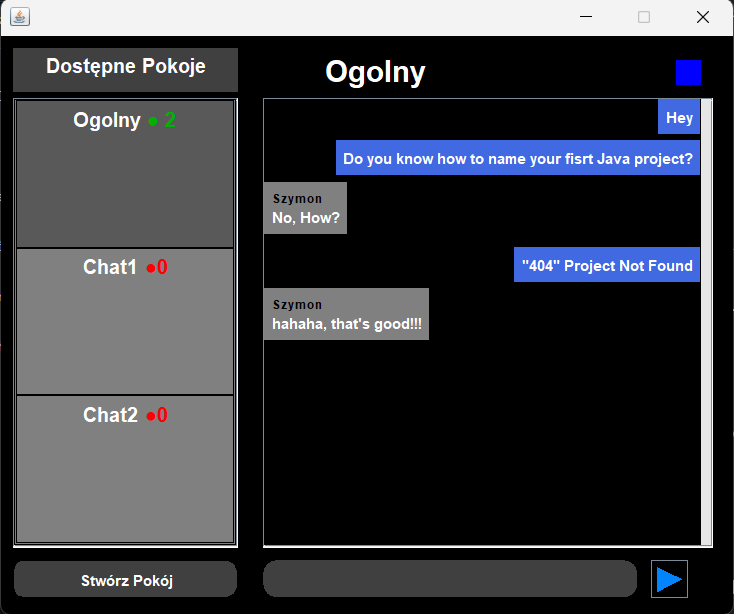 Dostępne Pokoje
Ogolny ● 2
Chat1 ●0
Chat2 ●0
Stwórz Pokój
Ogolny
Hey
Do you know how to name your fisrt Java project?
Szymon
No, How?
"404" Project Not Found
Szymon
hahaha, that's good!!!